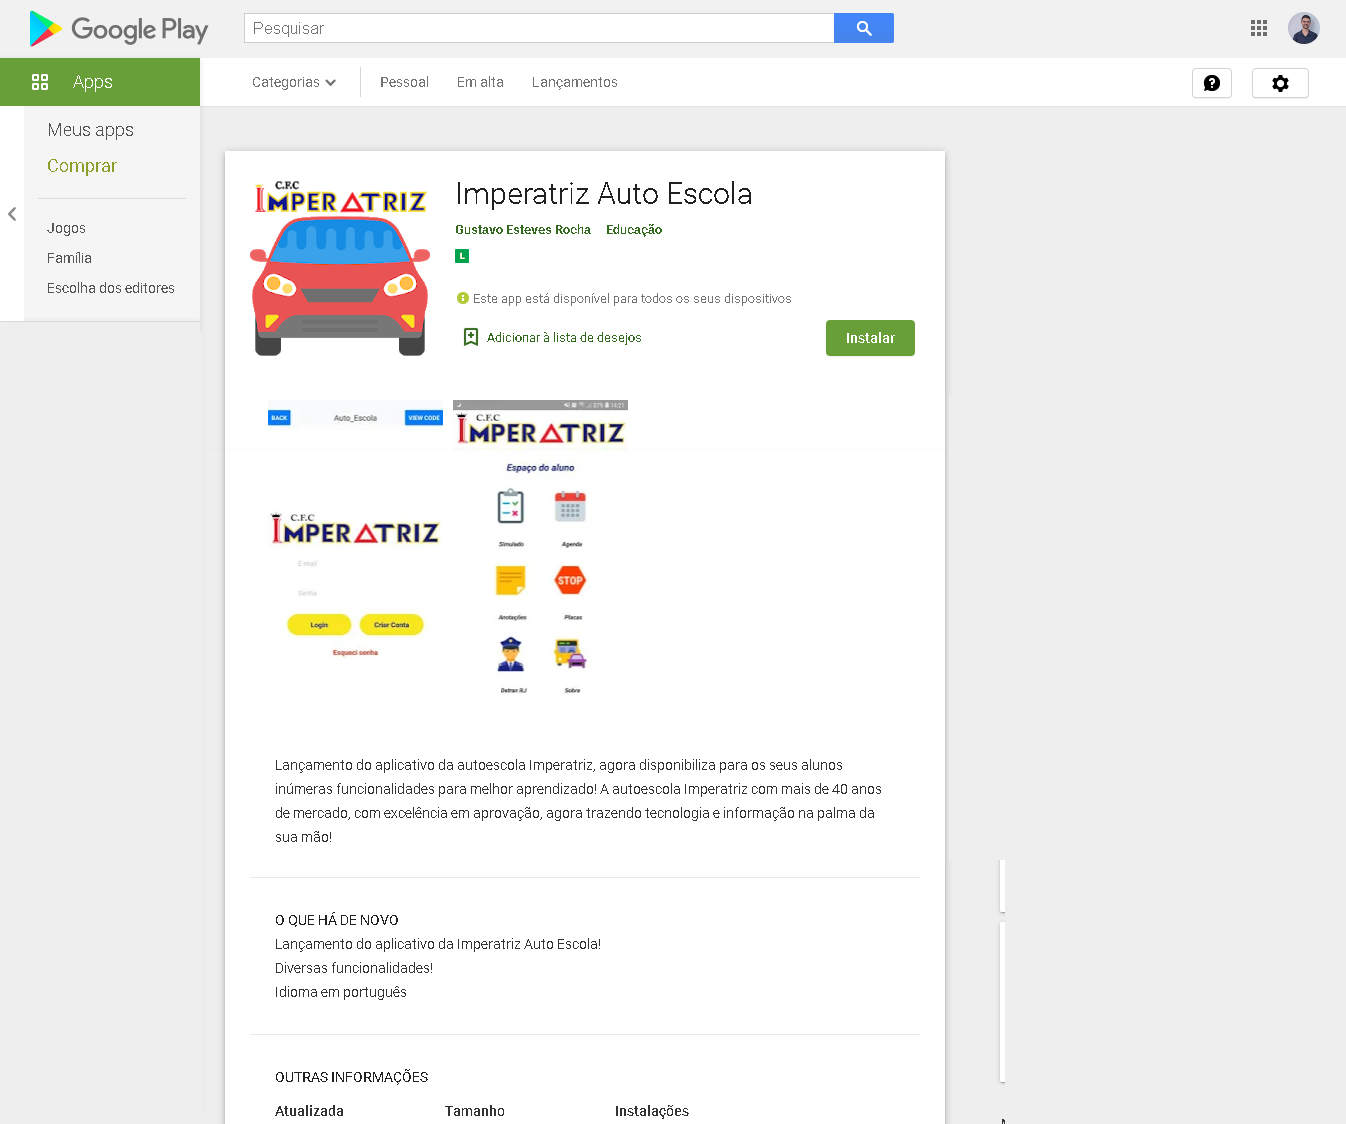 Google Play
Pesquisar
Apps
Categorias
Pessoal
Em alta
Lançamentos
Meus apps
Comprar
Jogos
Família
Escolha dos editores
C.F.C
IMPERATRIZ
Imperatriz Auto Escola
Gustavo Esteves Rocha Educação
L
Este app está disponível para todos os seus dispositivos
Adicionar à lista de desejos
Instalar
BACK
Auto_Escola
VIEW CODE
C.F.C
IMPERATRIZ
E-mail
Senha
Login
Criar Conta
Esqueci senha
87% 14:21
C.F.C
IMPERATRIZ
Espaço do aluno
Simulado
Agenda
STOP
Anotações
Placas
Detran RJ
Sobre
Lançamento do aplicativo da autoescola Imperatriz, agora disponibiliza para os seus alunos
inúmeras funcionalidades para melhor aprendizado! A autoescola Imperatriz com mais de 40 anos
de mercado, com excelência em aprovação, agora trazendo tecnologia e informação na palma da
sua mão!
O QUE HÁ DE NOVO
Lançamento do aplicativo da Imperatriz Auto Escola!
Diversas funcionalidades!
Idioma em português
OUTRAS INFORMAÇÕES
Atualizada
Tamanho
Instalações